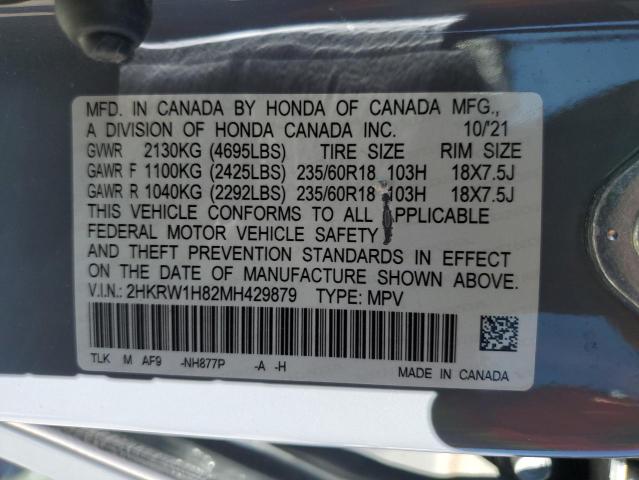 MFD. IN CANADA BY HONDA OF CANADA MFG.,
A DIVISION OF HONDA CANADA INC. 10/'21
GVWR 2130KG (4695LBS) TIRE SIZE RIM SIZE
GAWR F 1100KG (2425LBS) 235/60R18 103H 18X7.5J
GAWR R 1040KG (2292LBS) 235/60R18 103H 18X7.5J
THIS VEHICLE CONFORMS TO ALL APPLICABLE
FEDERAL MOTOR VEHICLE SAFETY
AND THEFT PREVENTION STANDARDS IN EFFECT
ON THE DATE OF MANUFACTURE SHOWN ABOVE.
V.I.N.: 2HKRW1H82MH429879 TYPE: MPV
TLK M AF9 -NH877P -A -H
MADE IN CANADA